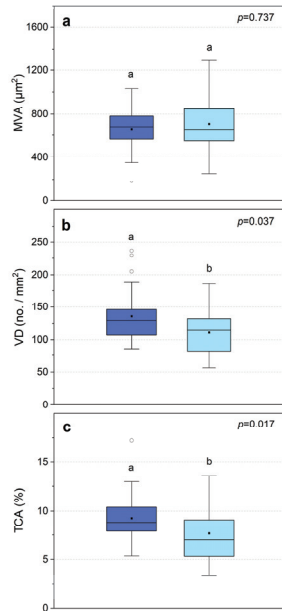 a
p=0.737
MVA (µm²)
1600
1200
800
400
0
a
a
b
p=0.037
VD (no. / mm²)
250
200
150
100
50
0
a
b
c
p=0.017
TCA (%)
15
10
5
0
a
b